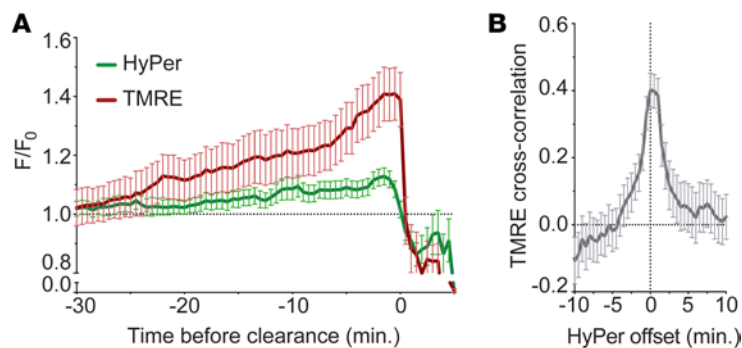 A
1.6
HyPer
TMRE
1.4
F/F0
1.2
1.0
0.8
0.0
-30
-20
-10
0
Time before clearance (min.)
B
0.6
0.4
TMRE cross-correlation
0.2
0.0
-0.2
-10
-5
0
5
10
HyPer offset (min.)